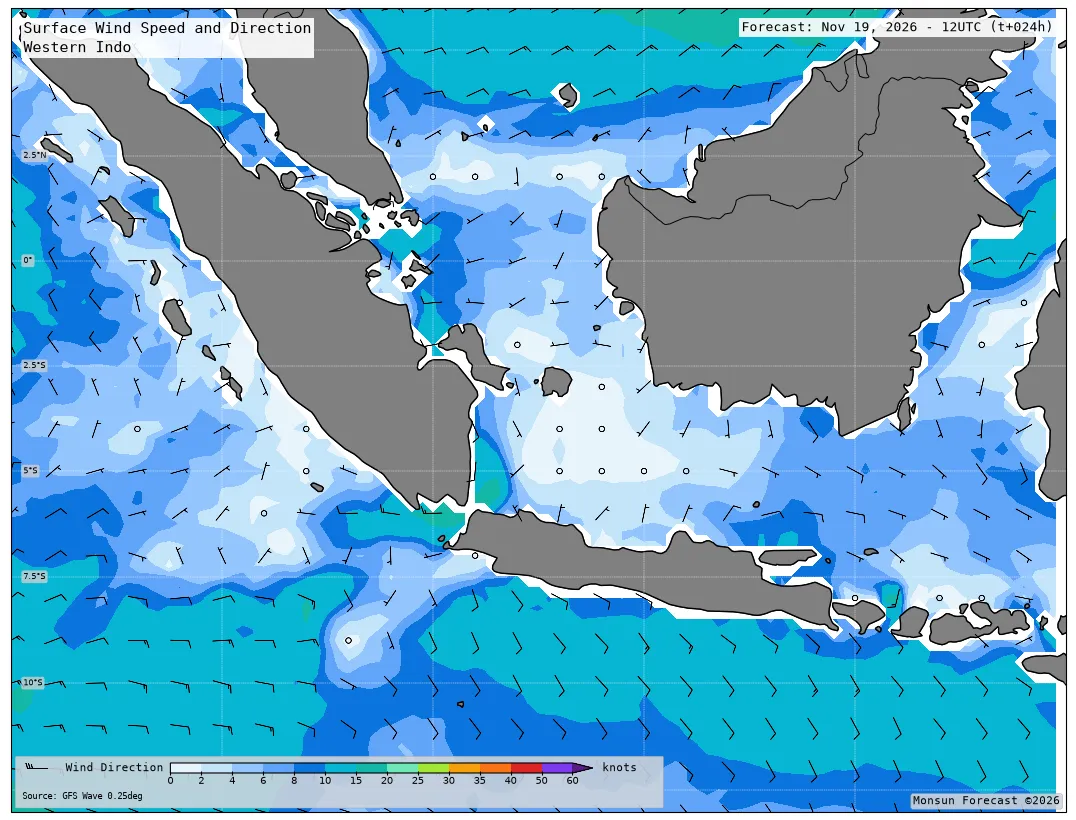 Surface Wind Speed and Direction
Western Indo
Forecast: Nov 19, 2026 - 12UTC (t+024h)
2.5°N
0°
2.5°S
5°S
7.5°S
10°S
Wind Direction
0 2 4 6 8 10 15 20 25 30 35 40 50 60
knots
Source: GFS Wave 0.25deg
Monsun Forecast ©2026